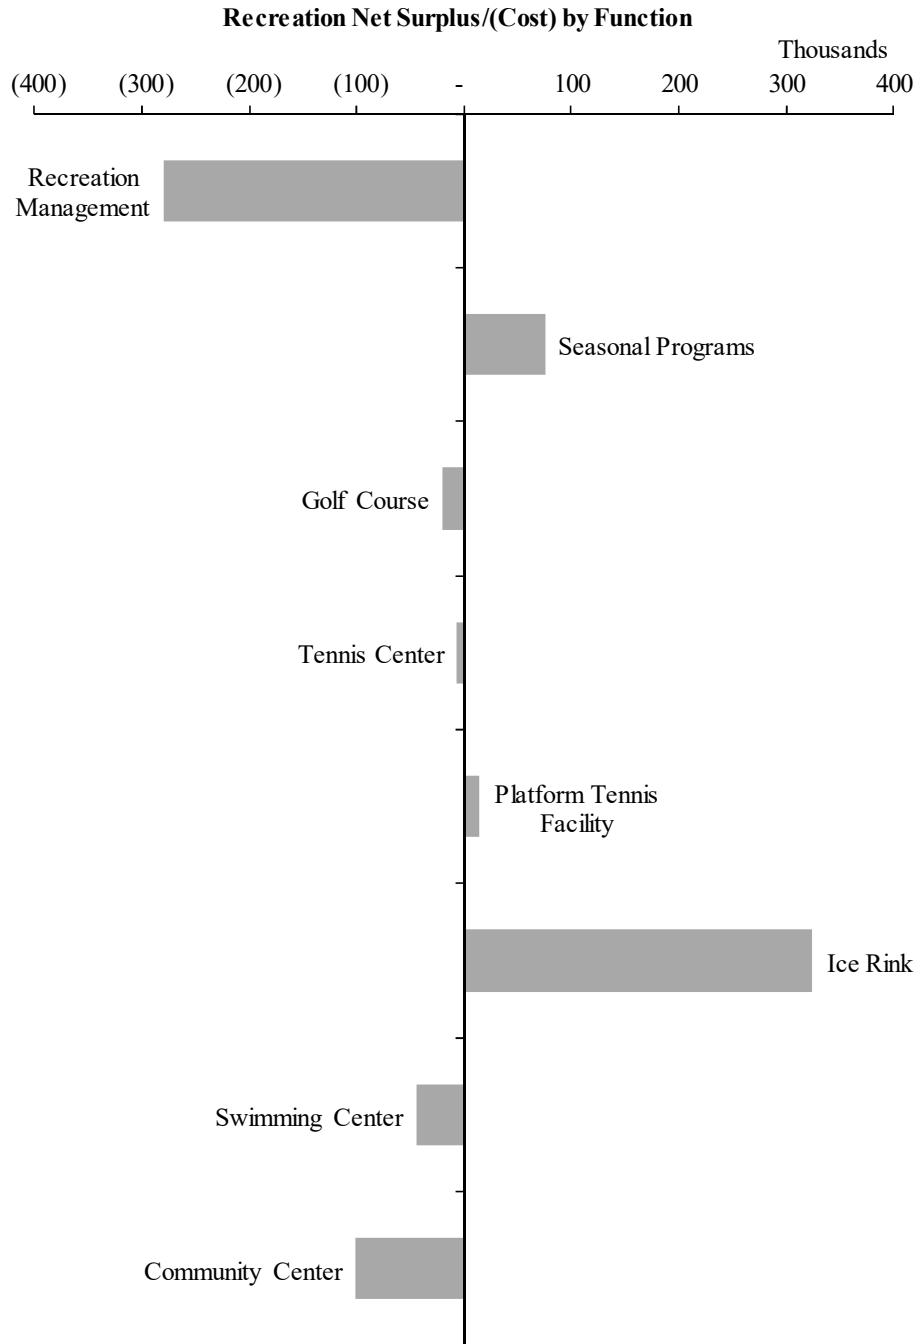 Recreation Net Surplus/(Cost) by Function
Thousands
(400) (300) (200) (100) - 100 200 300 400
Recreation
Management
Seasonal Programs
Golf Course
Tennis Center
Platform Tennis
Facility
Ice Rink
Swimming Center
Community Center